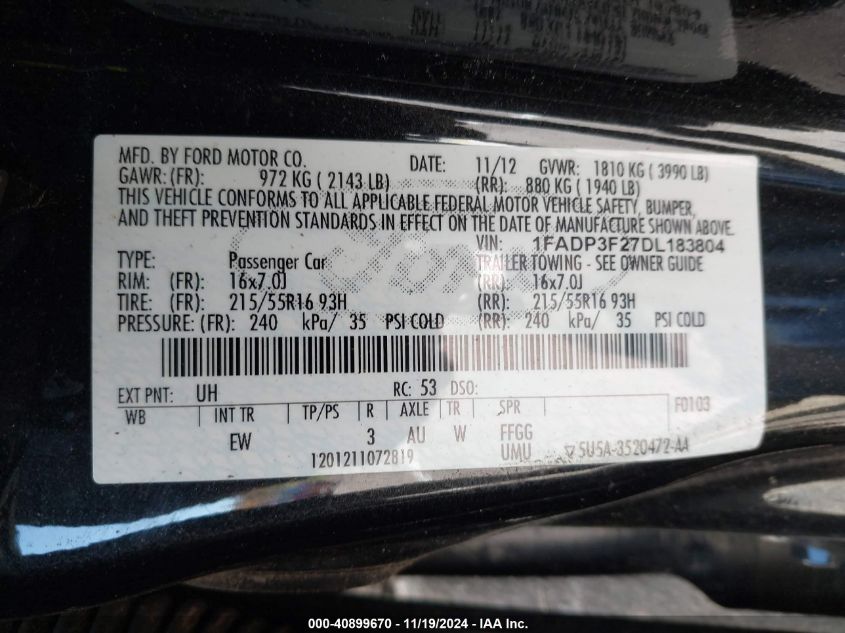 MFD. BY FORD MOTOR CO. DATE: 11/12 GVWR: 1810 KG ( 3990 LB)
GAWR: (FR): 972 KG ( 2143 LB) (RR): 880 KG ( 1940 LB)
THIS VEHICLE CONFORMS TO ALL APPLICABLE FEDERAL MOTOR VEHICLE SAFETY, BUMPER,
AND THEFT PREVENTION STANDARDS IN EFFECT ON THE DATE OF MANUFACTURE SHOWN ABOVE.
VIN: 1FADP3F27DL183804
TYPE: Passenger Car TRAILER TOWING - SEE OWNER GUIDE
RIM: (FR): 16x7.0J (RR): 16x7.0J
TIRE: (FR): 215/55R16 93H (RR): 215/55R16 93H
PRESSURE: (FR): 240 kPa/ 35 PSI COLD (RR): 240 kPa/ 35 PSI COLD
EXT PNT: UH RC: 53 DSO: F0103
WB INT TR TP/PS R AXLE TR SPR
EW 3 AU W FFGG
1201211072819 UMU 5U5A-3520472-AA
000-40899670 - 11/19/2024 - IAA Inc.